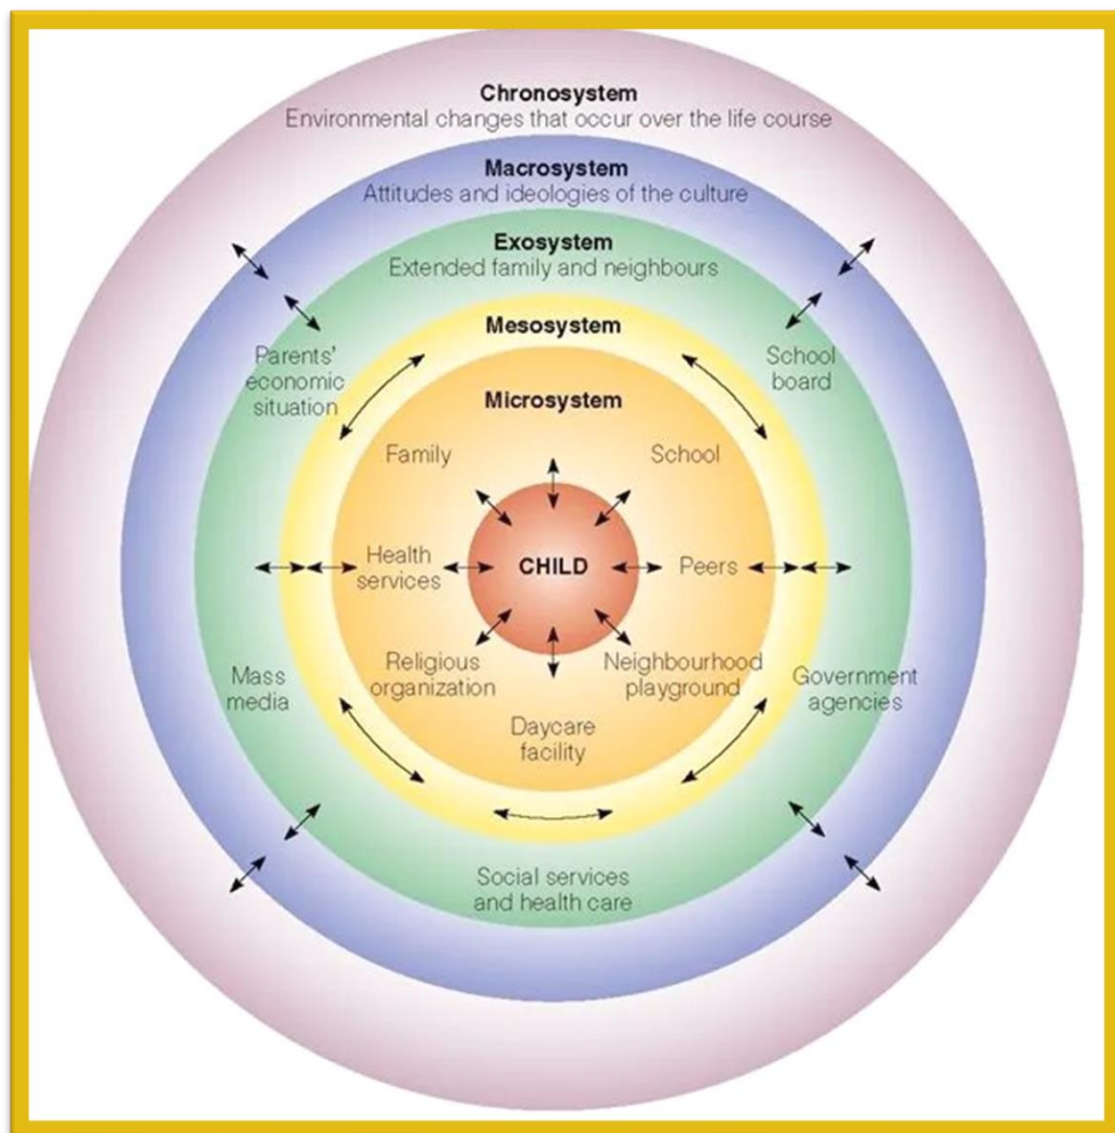 Chronosystem
Environmental changes that occur over the life course
Macrosystem
Attitudes and ideologies of the culture
Exosystem
Extended family and neighbours
Mesosystem
Parents'
economic
situation
School
board
Microsystem
Family
School
Health
services
CHILD
Peers
Religious
organization
Neighbourhood
playground
Mass
media
Government
agencies
Daycare
facility
Social services
and health care